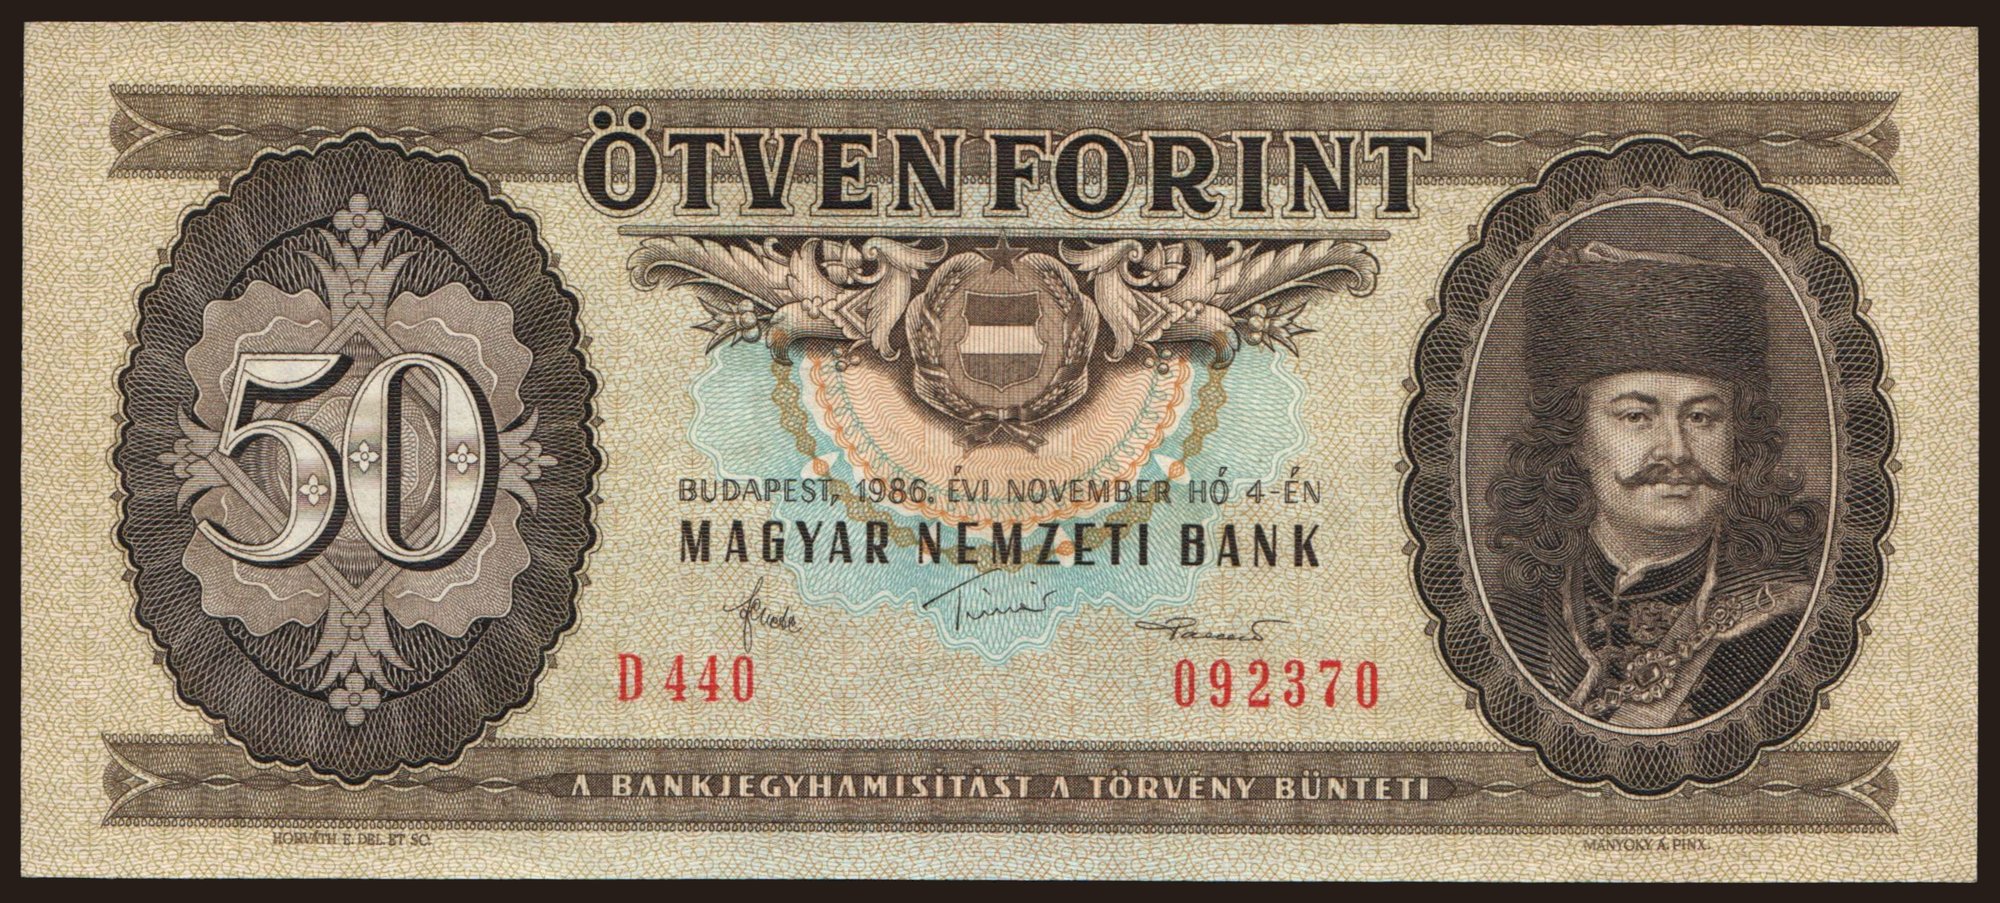 ÖTVEN FORINT
50
BUDAPEST, 1986. ÉVI NOVEMBER HÓ 4-ÉN
MAGYAR NEMZETI BANK
D 440 092370
A BANKJEGYHAMISÍTÁST A TÖRVÉNY BÜNTETI
HORVÁTH E. DEL. ET SC. MÁNYOKY Á. PINX.